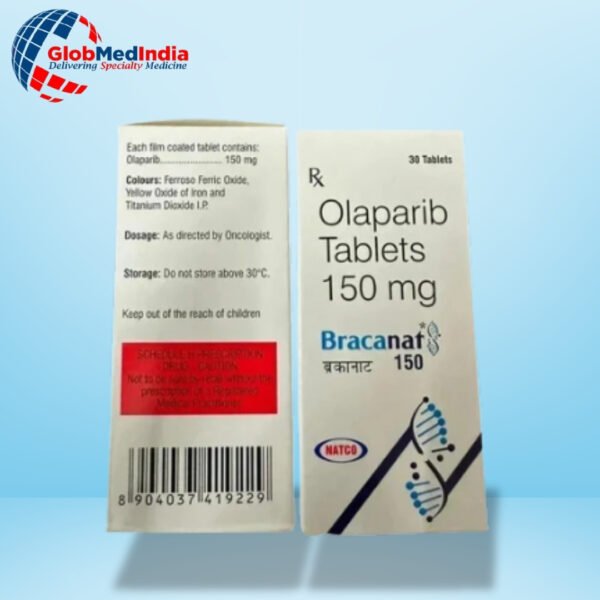 GlobMedIndia
Delivering Specialty Medicine
Each film coated tablet contains:
Olaparib........................ 150 mg
Colours: Ferroso Ferric Oxide,
Yellow Oxide of Iron and
Titanium Dioxide I.P.
Dosage: As directed by Oncologist.
Storage: Do not store above 30°C.
Keep out of the reach of children
SCHEDULE H PRESCRIPTION
DRUG - CAUTION
Not to be sold by retail without the
prescription of a Registered
Medical Practitioner
8 904037 419229
30 Tablets
Rx
Olaparib
Tablets
150 mg
Bracanat
ब्रकानाट 150
NATCO